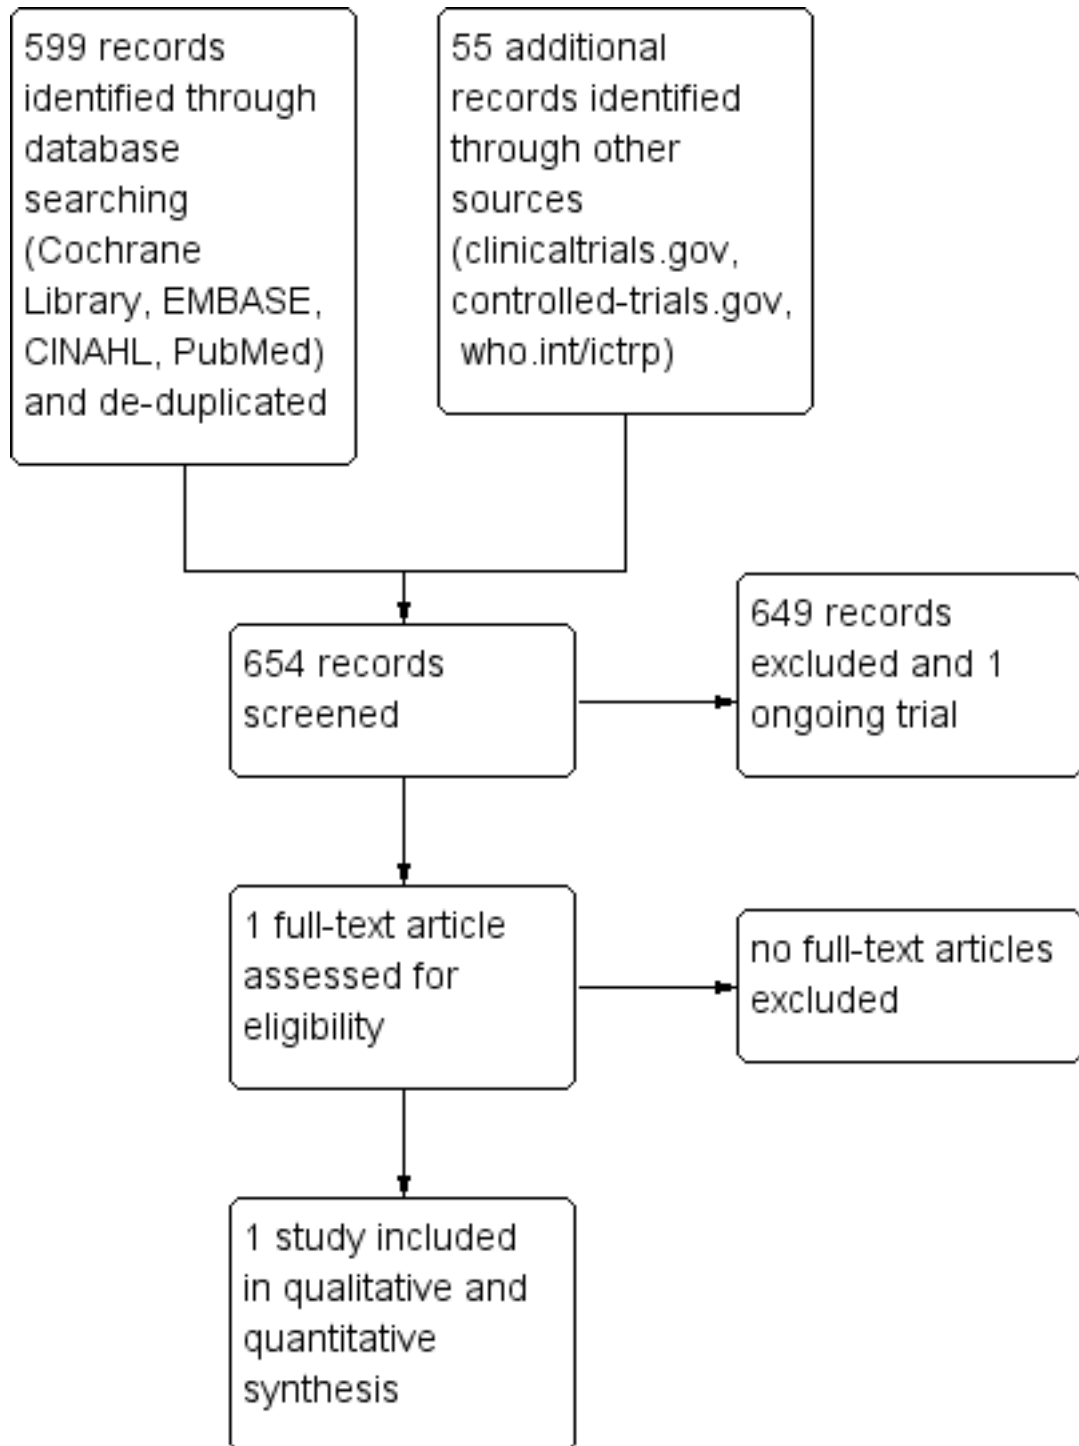 599 records
identified through
database
searching
(Cochrane
Library, EMBASE,
CINAHL, PubMed)
and de-duplicated
55 additional
records identified
through other
sources
(clinicaltrials.gov,
controlled-trials.gov,
who.int/ictrp)
654 records
screened
649 records
excluded and 1
ongoing trial
1 full-text article
assessed for
eligibility
no full-text articles
excluded
1 study included
in qualitative and
quantitative
synthesis